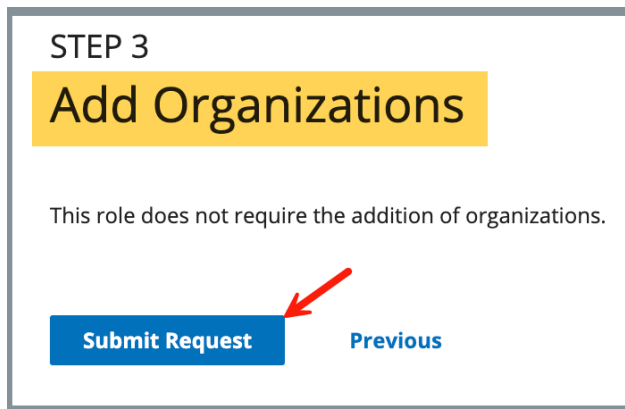 STEP 3
Add Organizations
This role does not require the addition of organizations.
Submit Request
Previous